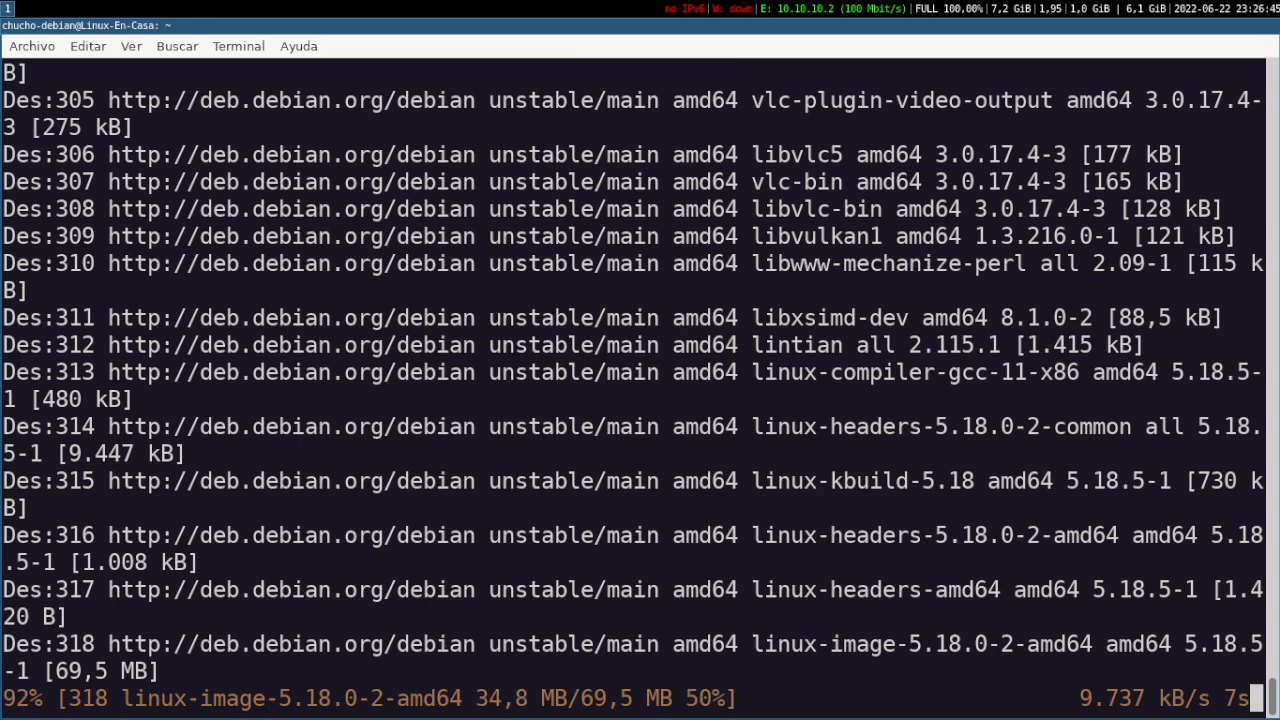 1
no IPv6|W: down|E: 10.10.10.2 (100 Mbit/s)|FULL 100,00%|7,2 GiB|1,95|1,0 GiB | 6,1 GiB|2022-06-22 23:26:45
chucho-debian@Linux-En-Casa: ~
Archivo Editar Ver Buscar Terminal Ayuda
B]
Des:305 http://deb.debian.org/debian unstable/main amd64 vlc-plugin-video-output amd64 3.0.17.4-
3 [275 kB]
Des:306 http://deb.debian.org/debian unstable/main amd64 libvlc5 amd64 3.0.17.4-3 [177 kB]
Des:307 http://deb.debian.org/debian unstable/main amd64 vlc-bin amd64 3.0.17.4-3 [165 kB]
Des:308 http://deb.debian.org/debian unstable/main amd64 libvlc-bin amd64 3.0.17.4-3 [128 kB]
Des:309 http://deb.debian.org/debian unstable/main amd64 libvulkan1 amd64 1.3.216.0-1 [121 kB]
Des:310 http://deb.debian.org/debian unstable/main amd64 libwww-mechanize-perl all 2.09-1 [115 k
B]
Des:311 http://deb.debian.org/debian unstable/main amd64 libxsimd-dev amd64 8.1.0-2 [88,5 kB]
Des:312 http://deb.debian.org/debian unstable/main amd64 lintian all 2.115.1 [1.415 kB]
Des:313 http://deb.debian.org/debian unstable/main amd64 linux-compiler-gcc-11-x86 amd64 5.18.5-
1 [480 kB]
Des:314 http://deb.debian.org/debian unstable/main amd64 linux-headers-5.18.0-2-common all 5.18.
5-1 [9.447 kB]
Des:315 http://deb.debian.org/debian unstable/main amd64 linux-kbuild-5.18 amd64 5.18.5-1 [730 k
B]
Des:316 http://deb.debian.org/debian unstable/main amd64 linux-headers-5.18.0-2-amd64 amd64 5.18
.5-1 [1.008 kB]
Des:317 http://deb.debian.org/debian unstable/main amd64 linux-headers-amd64 amd64 5.18.5-1 [1.4
20 B]
Des:318 http://deb.debian.org/debian unstable/main amd64 linux-image-5.18.0-2-amd64 amd64 5.18.5
-1 [69,5 MB]
92% [318 linux-image-5.18.0-2-amd64 34,8 MB/69,5 MB 50%] 9.737 kB/s 7s